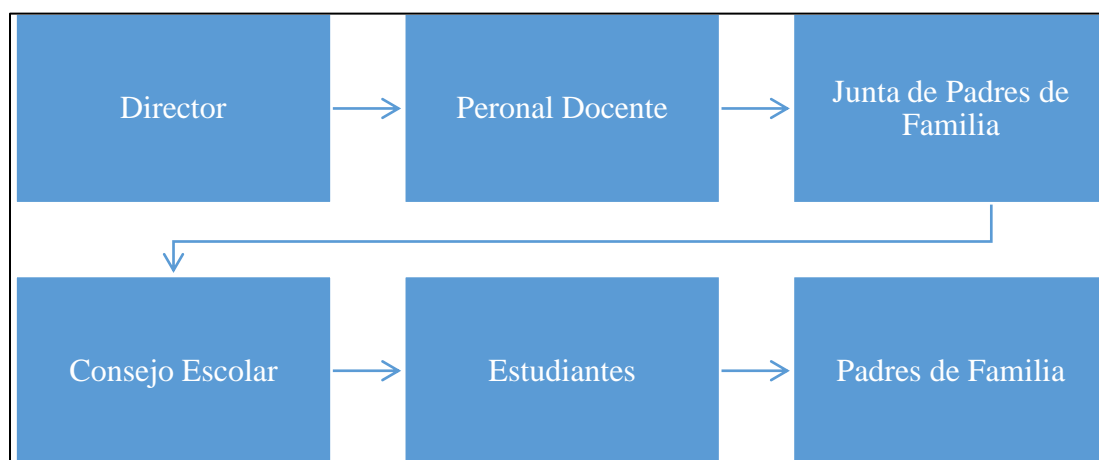 Director
Peronal Docente
Junta de Padres de
Familia
Consejo Escolar
Estudiantes
Padres de Familia